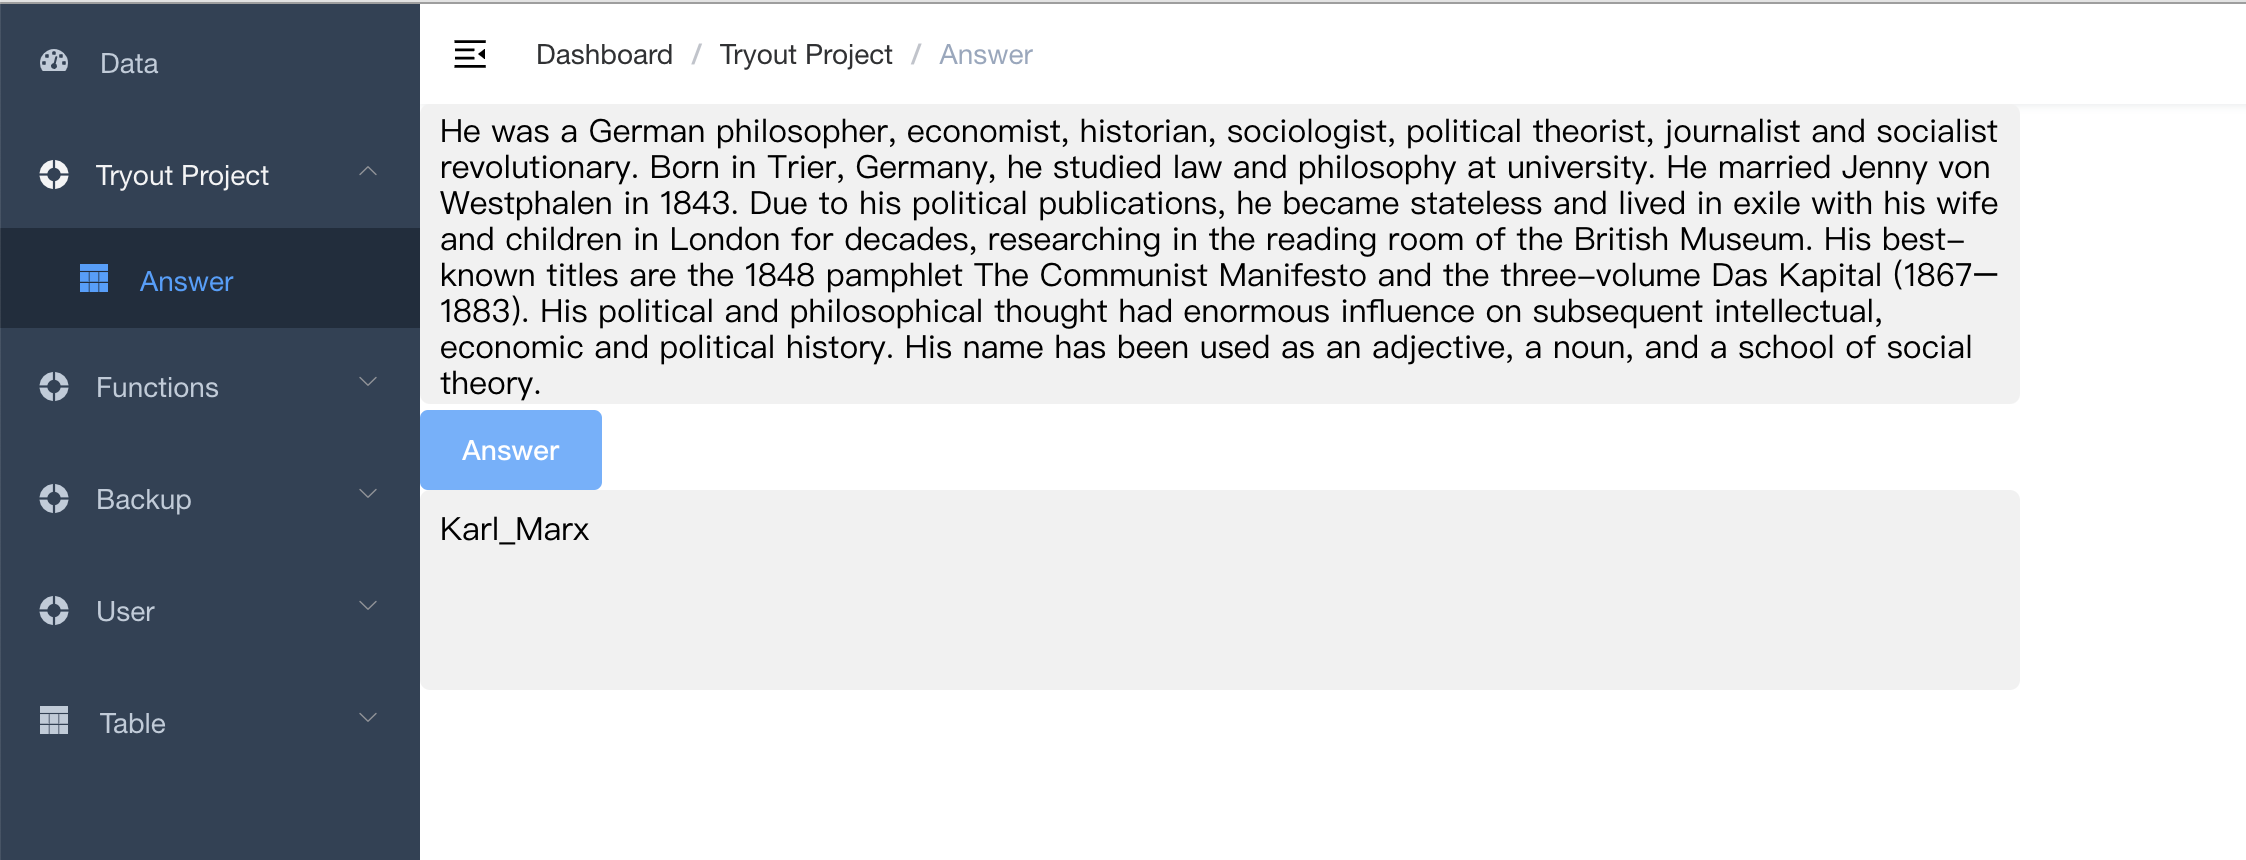 Data
Tryout Project
Answer
Functions
Backup
User
Table
Dashboard / Tryout Project / Answer
He was a German philosopher, economist, historian, sociologist, political theorist, journalist and socialist
revolutionary. Born in Trier, Germany, he studied law and philosophy at university. He married Jenny von
Westphalen in 1843. Due to his political publications, he became stateless and lived in exile with his wife
and children in London for decades, researching in the reading room of the British Museum. His best–
known titles are the 1848 pamphlet The Communist Manifesto and the three–volume Das Kapital (1867—
1883). His political and philosophical thought had enormous influence on subsequent intellectual,
economic and political history. His name has been used as an adjective, a noun, and a school of social
theory.
Answer
Karl_Marx